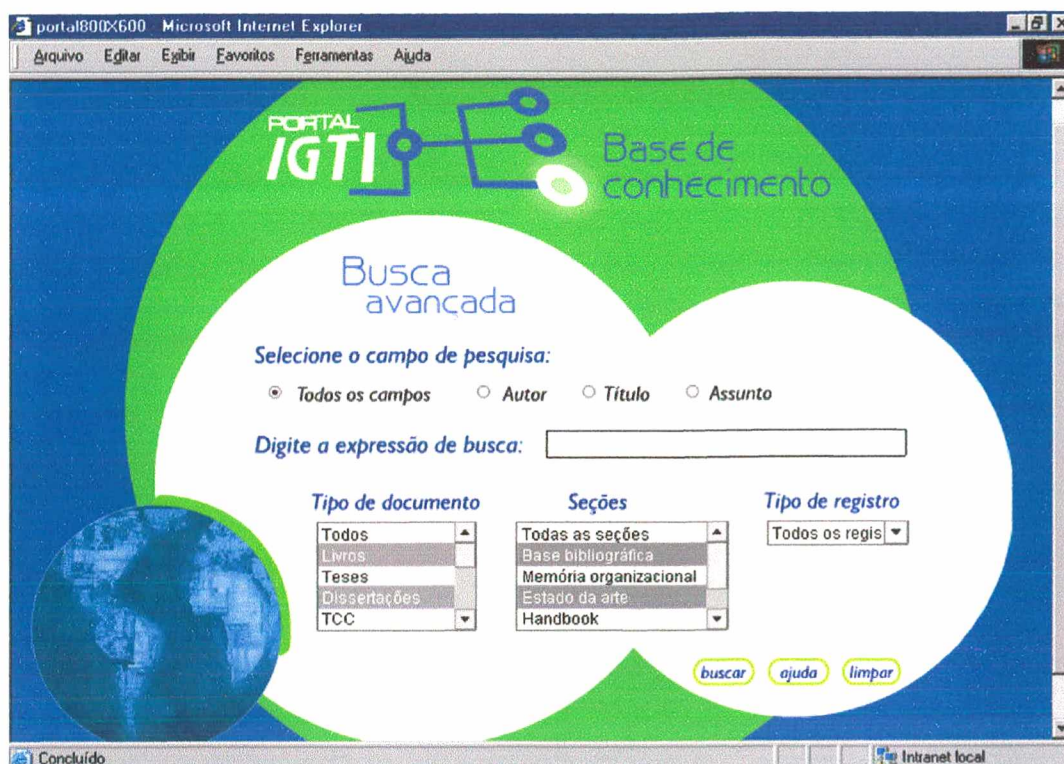 portal800X600 Microsoft Internet Explorer
Arquivo Editar Exibir Favoritos Ferramentas Ajuda
PORTAL
IGTI
Base de
conhecimento
Busca
avançada
Selecione o campo de pesquisa:
Todos os campos Autor Título Assunto
Digite a expressão de busca:
Tipo de documento Seções Tipo de registro
Todos Todas as seções Todos os regis
Livros Base bibliográfica
Teses Memória organizacional
Dissertações Estado da arte
TCC Handbook
buscar ajuda limpar
Concluído Intranet local